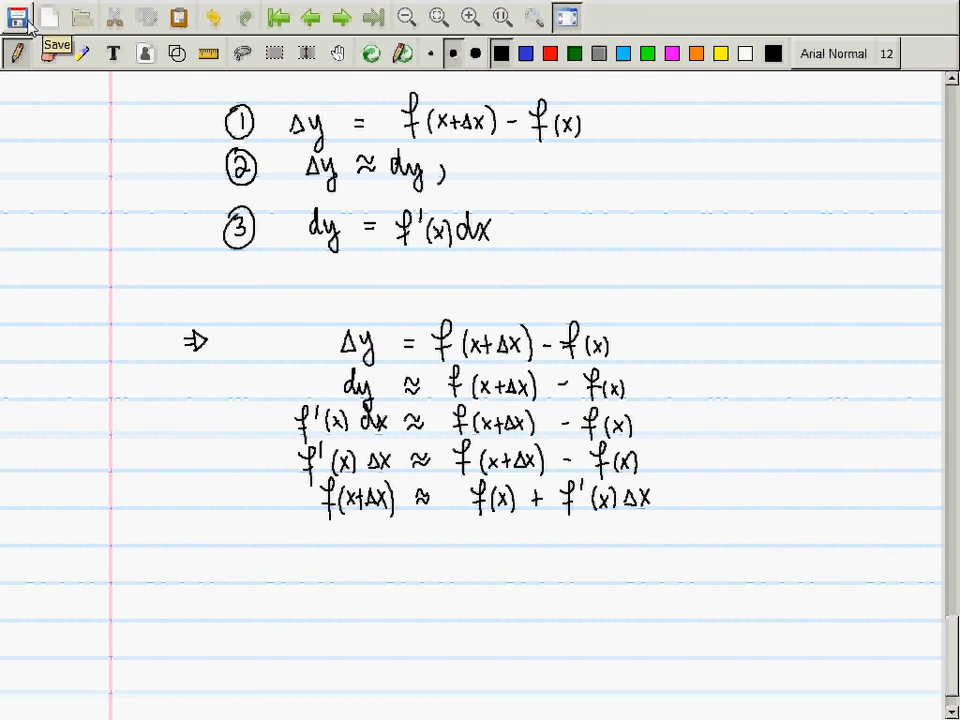 Save
T
Arial Normal 12
① Δy = f(x+Δx) - f(x)
② Δy ≈ dy,
③ dy = f'(x) dx
⇒ Δy = f(x+Δx) - f(x)
dy ≈ f(x+Δx) - f(x)
f'(x) dx ≈ f(x+Δx) - f(x)
f'(x) Δx ≈ f(x+Δx) - f(x)
f(x+Δx) ≈ f(x) + f'(x) Δx